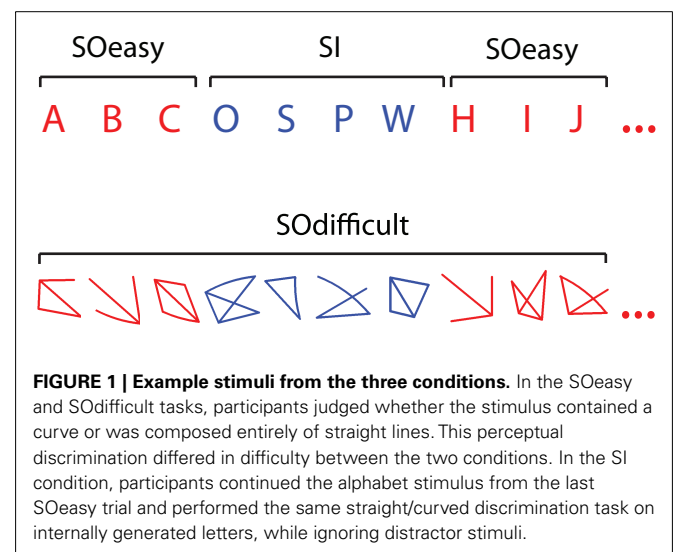 SOeasy SI SOeasy
A B C O S P W H I J ...
SOdifficult
...
FIGURE 1 | Example stimuli from the three conditions. In the SOeasy
and SOdifficult tasks, participants judged whether the stimulus contained a
curve or was composed entirely of straight lines. This perceptual
discrimination differed in difficulty between the two conditions. In the SI
condition, participants continued the alphabet stimulus from the last
SOeasy trial and performed the same straight/curved discrimination task on
internally generated letters, while ignoring distractor stimuli.